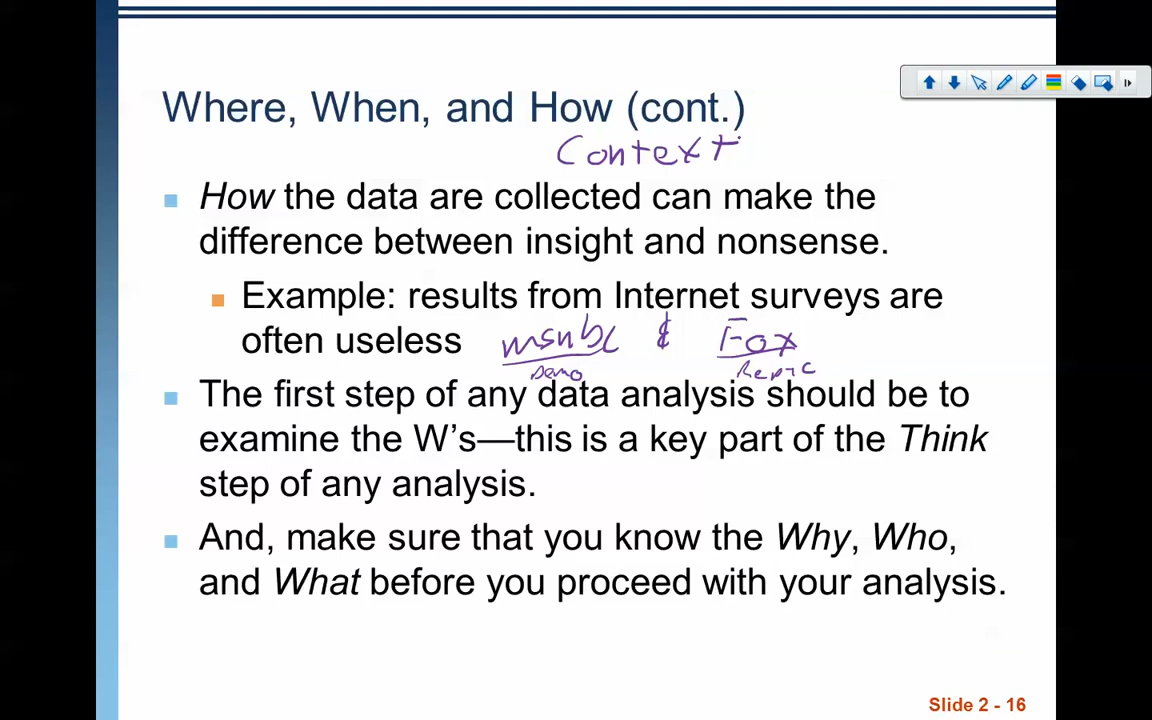 Where, When, and How (cont.)
Context
How the data are collected can make the
difference between insight and nonsense.
Example: results from Internet surveys are
often useless msnbc & Fox
Demo
The first step of any data analysis should be to
examine the W's—this is a key part of the Think
step of any analysis.
And, make sure that you know the Why, Who,
and What before you proceed with your analysis.
Slide 2 - 16